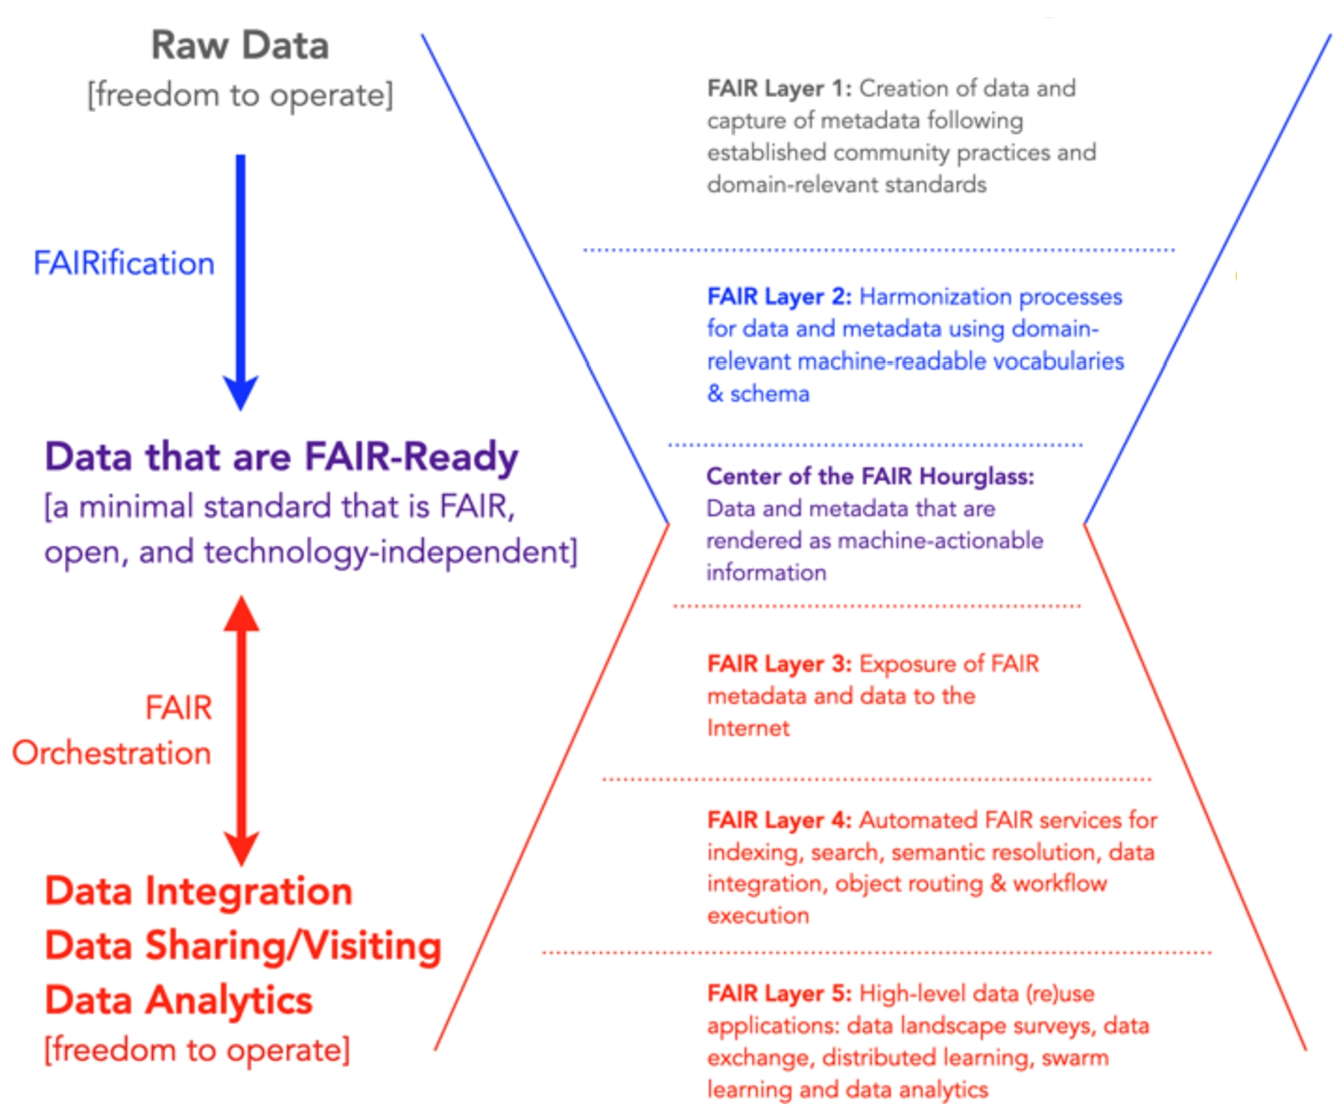 Raw Data
[freedom to operate]
FAIRification
Data that are FAIR-Ready
[a minimal standard that is FAIR,
open, and technology-independent]
FAIR
Orchestration
Data Integration
Data Sharing/Visiting
Data Analytics
[freedom to operate]
FAIR Layer 1: Creation of data and
capture of metadata following
established community practices and
domain-relevant standards
FAIR Layer 2: Harmonization processes
for data and metadata using domain-
relevant machine-readable vocabularies
& schema
Center of the FAIR Hourglass:
Data and metadata that are
rendered as machine-actionable
information
FAIR Layer 3: Exposure of FAIR
metadata and data to the
Internet
FAIR Layer 4: Automated FAIR services for
indexing, search, semantic resolution, data
integration, object routing & workflow
execution
FAIR Layer 5: High-level data (re)use
applications: data landscape surveys, data
exchange, distributed learning, swarm
learning and data analytics